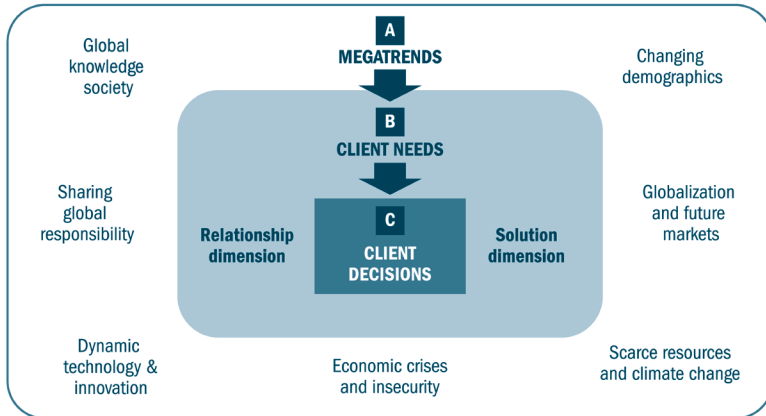 A
MEGATRENDS
Global
knowledge
society
Changing
demographics
B
CLIENT NEEDS
Sharing
global
responsibility
Globalization
and future
markets
Relationship
dimension
C
CLIENT
DECISIONS
Solution
dimension
Dynamic
technology &
innovation
Economic crises
and insecurity
Scarce resources
and climate change